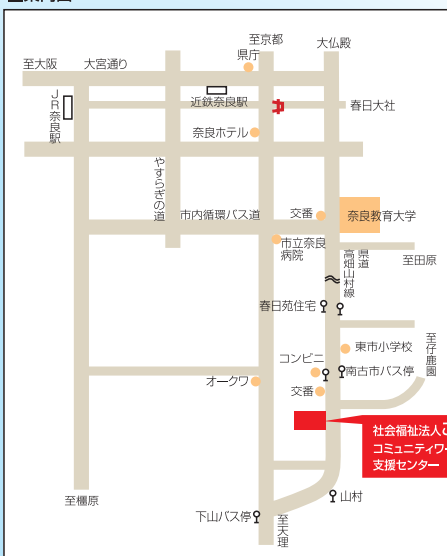 至京都
大仏殿
県庁
至大阪
大宮通り
近鉄奈良駅
JR奈良駅
春日大社
奈良ホテル
やすらぎの道
市内循環バス道
交番
奈良教育大学
市立奈良
病院
県道
高畑山村線
至田原
春日苑住宅
東市小学校
至仔鹿園
コンビニ
南古市バス停
オークワ
交番
社会福祉法人
コミュニティワー
支援センター
山村
至橿原
下山バス停
至天理